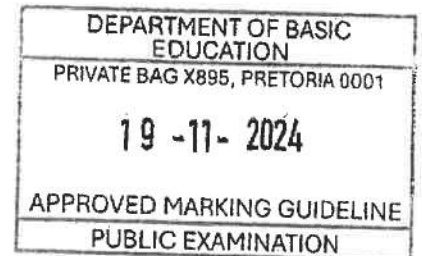 DEPARTMENT OF BASIC
EDUCATION
PRIVATE BAG X895, PRETORIA 0001
19 -11- 2024
APPROVED MARKING GUIDELINE
PUBLIC EXAMINATION